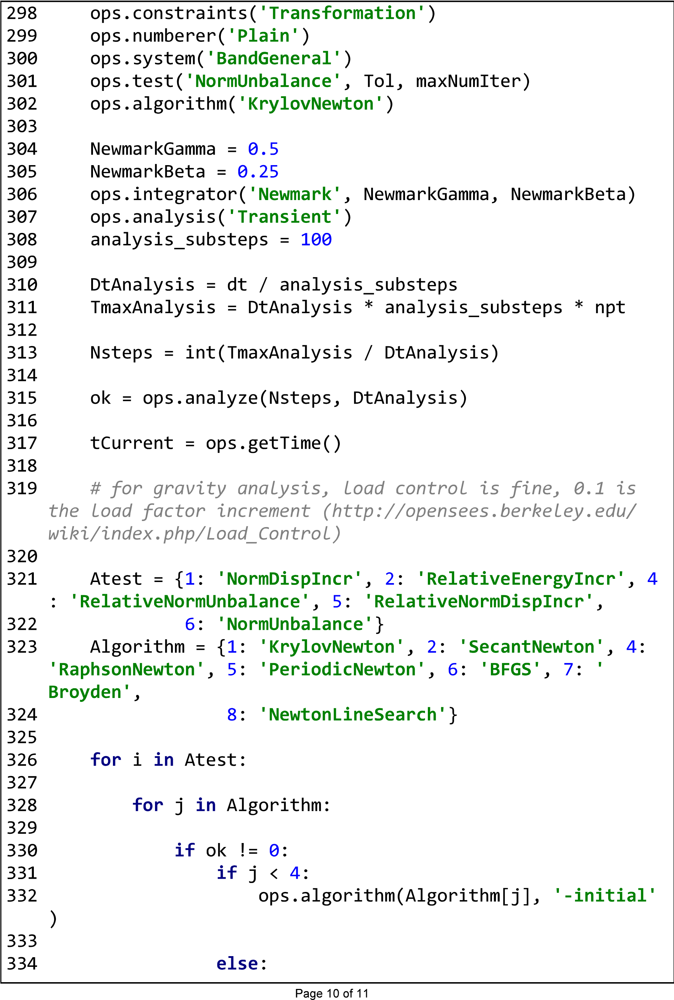 298     ops.constraints('Transformation')
299     ops.numberer('Plain')
300     ops.system('BandGeneral')
301     ops.test('NormUnbalance', Tol, maxNumIter)
302     ops.algorithm('KrylovNewton')
303
304     NewmarkGamma = 0.5
305     NewmarkBeta = 0.25
306     ops.integrator('Newmark', NewmarkGamma, NewmarkBeta)
307     ops.analysis('Transient')
308     analysis_substeps = 100
309
310     DtAnalysis = dt / analysis_substeps
311     TmaxAnalysis = DtAnalysis * analysis_substeps * npt
312
313     Nsteps = int(TmaxAnalysis / DtAnalysis)
314
315     ok = ops.analyze(Nsteps, DtAnalysis)
316
317     tCurrent = ops.getTime()
318
319     # for gravity analysis, load control is fine, 0.1 is
    the load factor increment (http://opensees.berkeley.edu/
    wiki/index.php/Load_Control)
320
321     Atest = {1: 'NormDispIncr', 2: 'RelativeEnergyIncr', 4
    : 'RelativeNormUnbalance', 5: 'RelativeNormDispIncr',
322              6: 'NormUnbalance'}
323     Algorithm = {1: 'KrylovNewton', 2: 'SecantNewton', 4:
    'RaphsonNewton', 5: 'PeriodicNewton', 6: 'BFGS', 7: '
    Broyden',
324                  8: 'NewtonLineSearch'}
325
326     for i in Atest:
327
328         for j in Algorithm:
329
330             if ok != 0:
331                 if j < 4:
332                     ops.algorithm(Algorithm[j], '-initial'
    )
333
334                 else:
Page 10 of 11